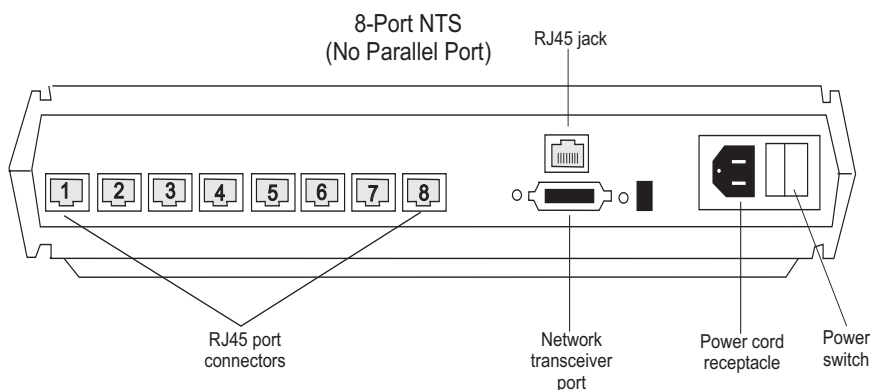 8-Port NTS
(No Parallel Port)
RJ45 jack
1 2 3 4 5 6 7 8
RJ45 port
connectors
Network
transceiver
port
Power cord
receptacle
Power
switch